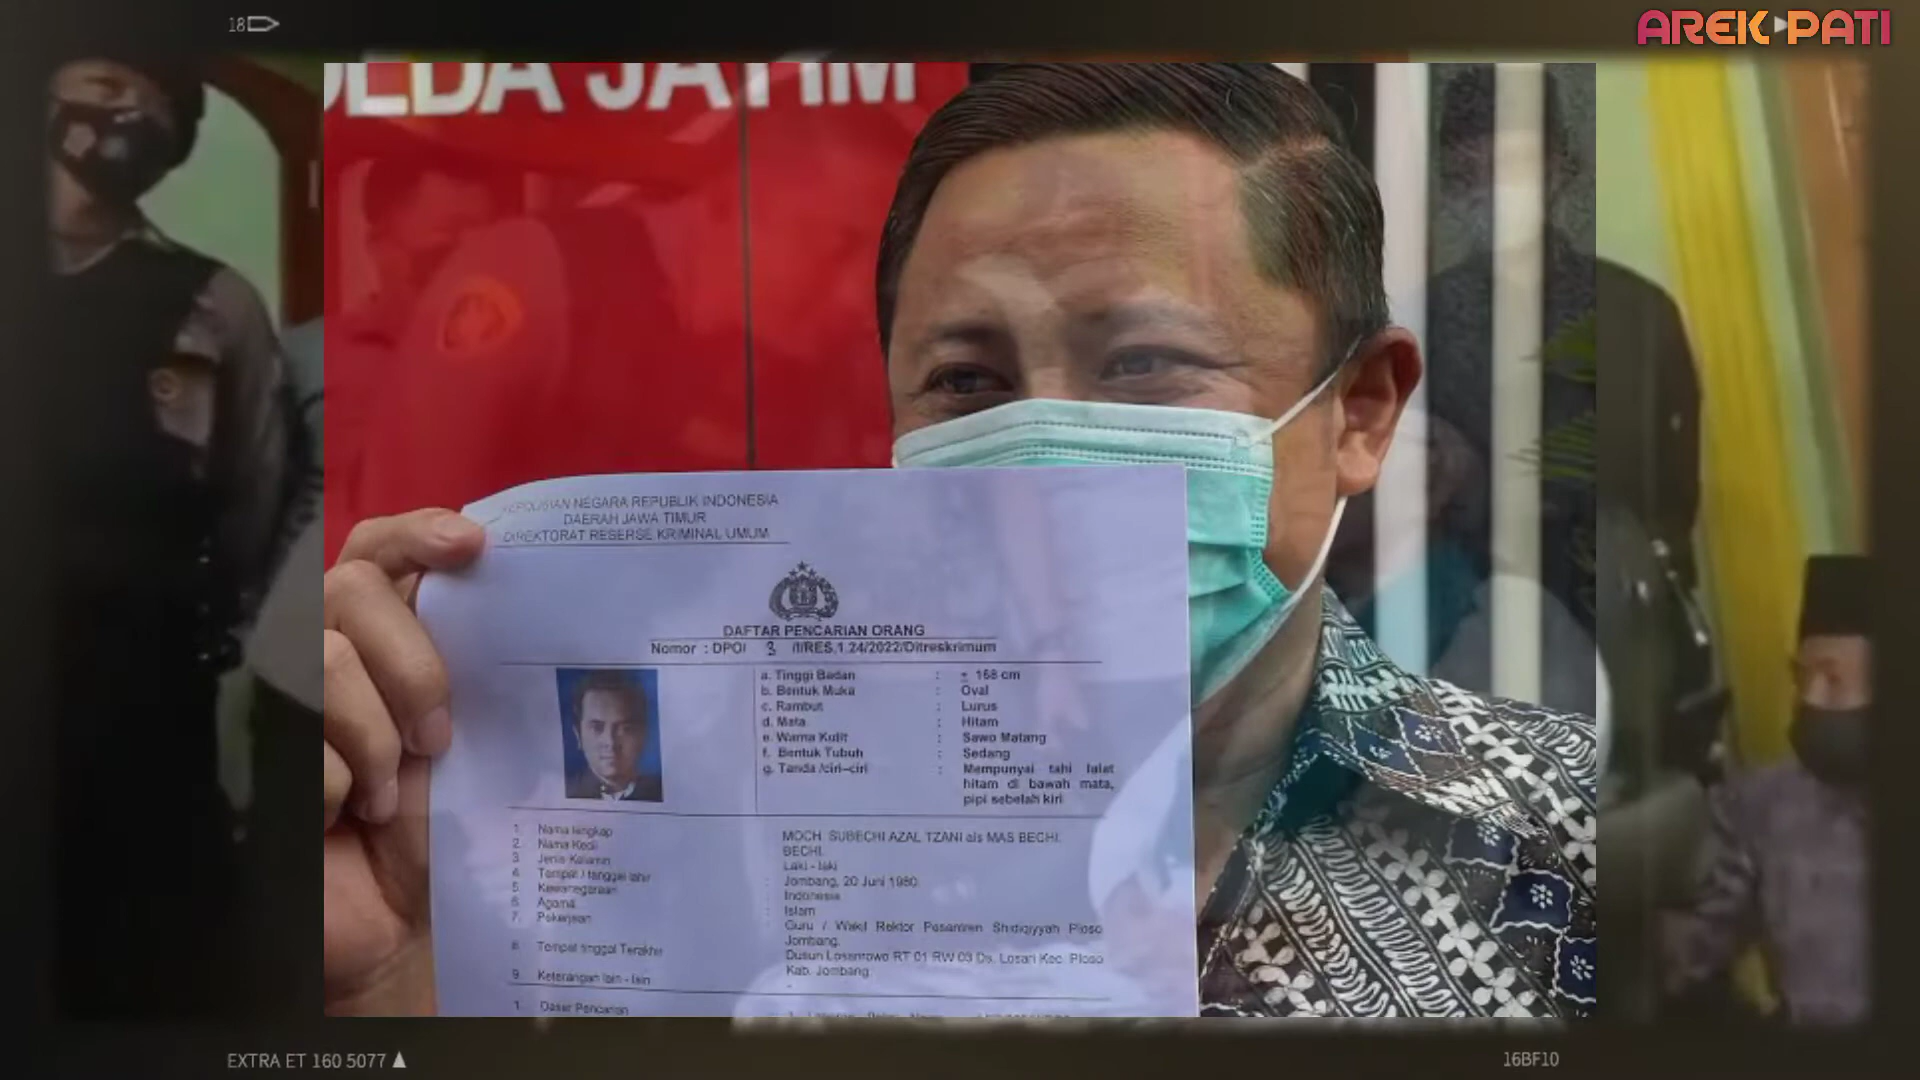 18
AREK PATI
OLDA JATIM
KEPOLISIAN NEGARA REPUBLIK INDONESIA
DAERAH JAWA TIMUR
DIREKTORAT RESERSE KRIMINAL UMUM
DAFTAR PENCARIAN ORANG
Nomor : DPO/ 3 /I/RES.1.24/2022/Ditreskrimum
a. Tinggi Badan : ± 168 cm
b. Bentuk Muka : Oval
c. Rambut : Lurus
d. Mata : Hitam
e. Warna Kulit : Sawo Matang
f. Bentuk Tubuh : Sedang
g. Tanda /ciri-ciri : Mempunyai tahi lalat
hitam di bawah mata,
pipi sebelah kiri
1. Nama lengkap MOCH. SUBECHI AZAL TZANI als MAS BECHI.
2. Nama Kecil BECHI.
3. Jenis Kelamin Laki - laki
4. Tempat / tanggal lahir : Jombang, 20 Juni 1980
5. Kewanegaraan : Indonesia
6. Agama : Islam
7. Pekerjaan : Guru / Wakil Rektor Pesantren Shidiqiyyah Ploso
Jombang.
8. Tempat tinggal Terakhir Dusun Losanrowo RT 01 RW 03 Ds. Losari Kec. Ploso
Kab. Jombang
9. Keterangan lain - lain -
1. Dasar Pencarian
EXTRA ET 160 5077
16BF10